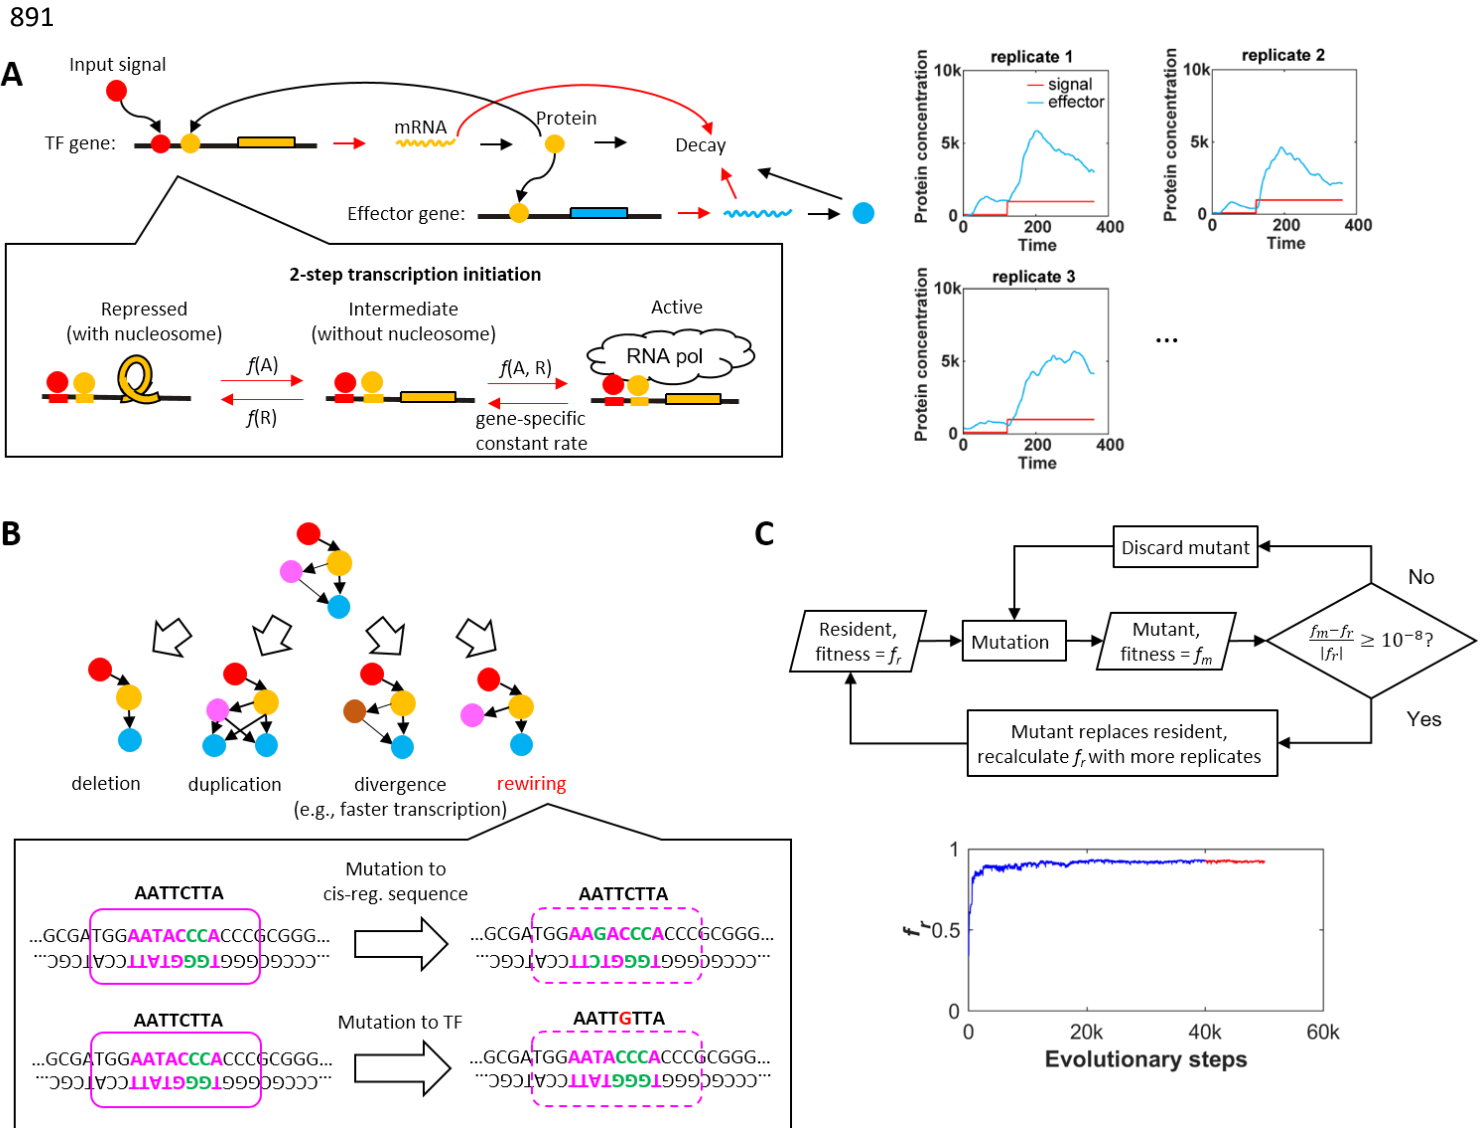 891
A
Input signal
TF gene:
mRNA
Protein
Decay
Effector gene:
2-step transcription initiation
Repressed
(with nucleosome)
Intermediate
(without nucleosome)
Active
RNA pol
f(A)
f(R)
f(A, R)
gene-specific
constant rate
replicate 1
Protein concentration
10k
5k
0
signal
effector
0 200 400
Time
replicate 2
Protein concentration
10k
5k
0
0 200 400
Time
replicate 3
Protein concentration
10k
5k
0
0 200 400
Time
...
B
deletion
duplication
divergence
(e.g., faster transcription)
rewiring
AATTCTTA
...GCGATGGAATACCCACCCGCGGG...
...CGCTACCTTATGGGTGGGCGCCC...
Mutation to
cis-reg. sequence
AATTCTTA
...GCGATGGAAGACCCACCCGCGGG...
...CGCTACCTTCTGGGTGGGCGCCC...
AATTCTTA
...GCGATGGAATACCCACCCGCGGG...
...CGCTACCTTATGGGTGGGCGCCC...
Mutation to TF
AATTGTTA
...GCGATGGAATACCCACCCGCGGG...
...CGCTACCTTATGGGTGGGCGCCC...
C
Discard mutant
No
Resident,
fitness = fr
Mutation
Mutant,
fitness = fm
fm−fr
|fr|
≥ 10⁻⁸?
Yes
Mutant replaces resident,
recalculate fr with more replicates
fr
1
0.5
0
0 20k 40k 60k
Evolutionary steps